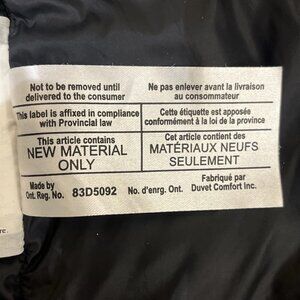 Not to be removed until
delivered to the consumer
Ne pas enlever avant la livraison
au consommateur
This label is affixed in compliance
with Provincial law
Cette étiquette est apposée
conformément à la loi de la province
This article contains
NEW MATERIAL
ONLY
Cet article contient des
MATÉRIAUX NEUFS
SEULEMENT
Made by
Ont. Reg. No. 83D5092 No. d'enrg. Ont.
Fabriqué par
Duvet Comfort Inc.